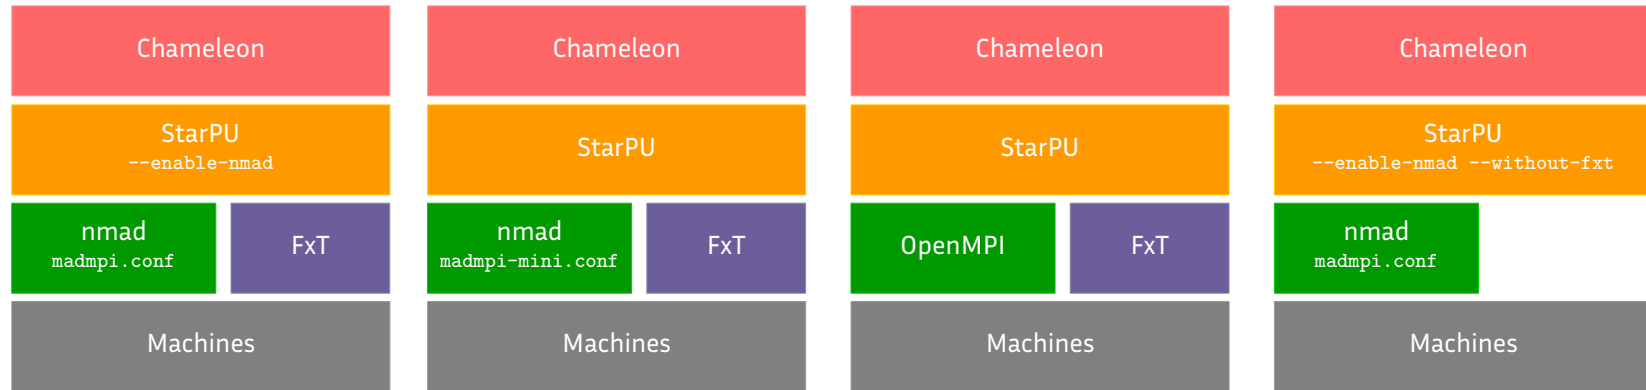 Chameleon
StarPU
--enable-nmad
nmad
madmpi.conf
FxT
Machines
Chameleon
StarPU
nmad
madmpi-mini.conf
FxT
Machines
Chameleon
StarPU
OpenMPI
FxT
Machines
Chameleon
StarPU
--enable-nmad --without-fxt
nmad
madmpi.conf
Machines